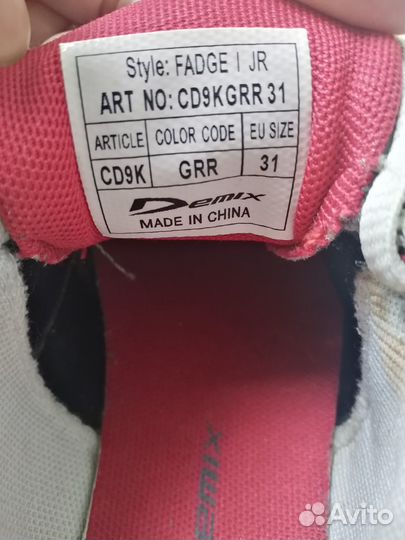 Style: FADGE I JR
ART NO: CD9KGRR 31
ARTICLE COLOR CODE EU SIZE
CD9K GRR 31
Demix
MADE IN CHINA
Demix
Avito